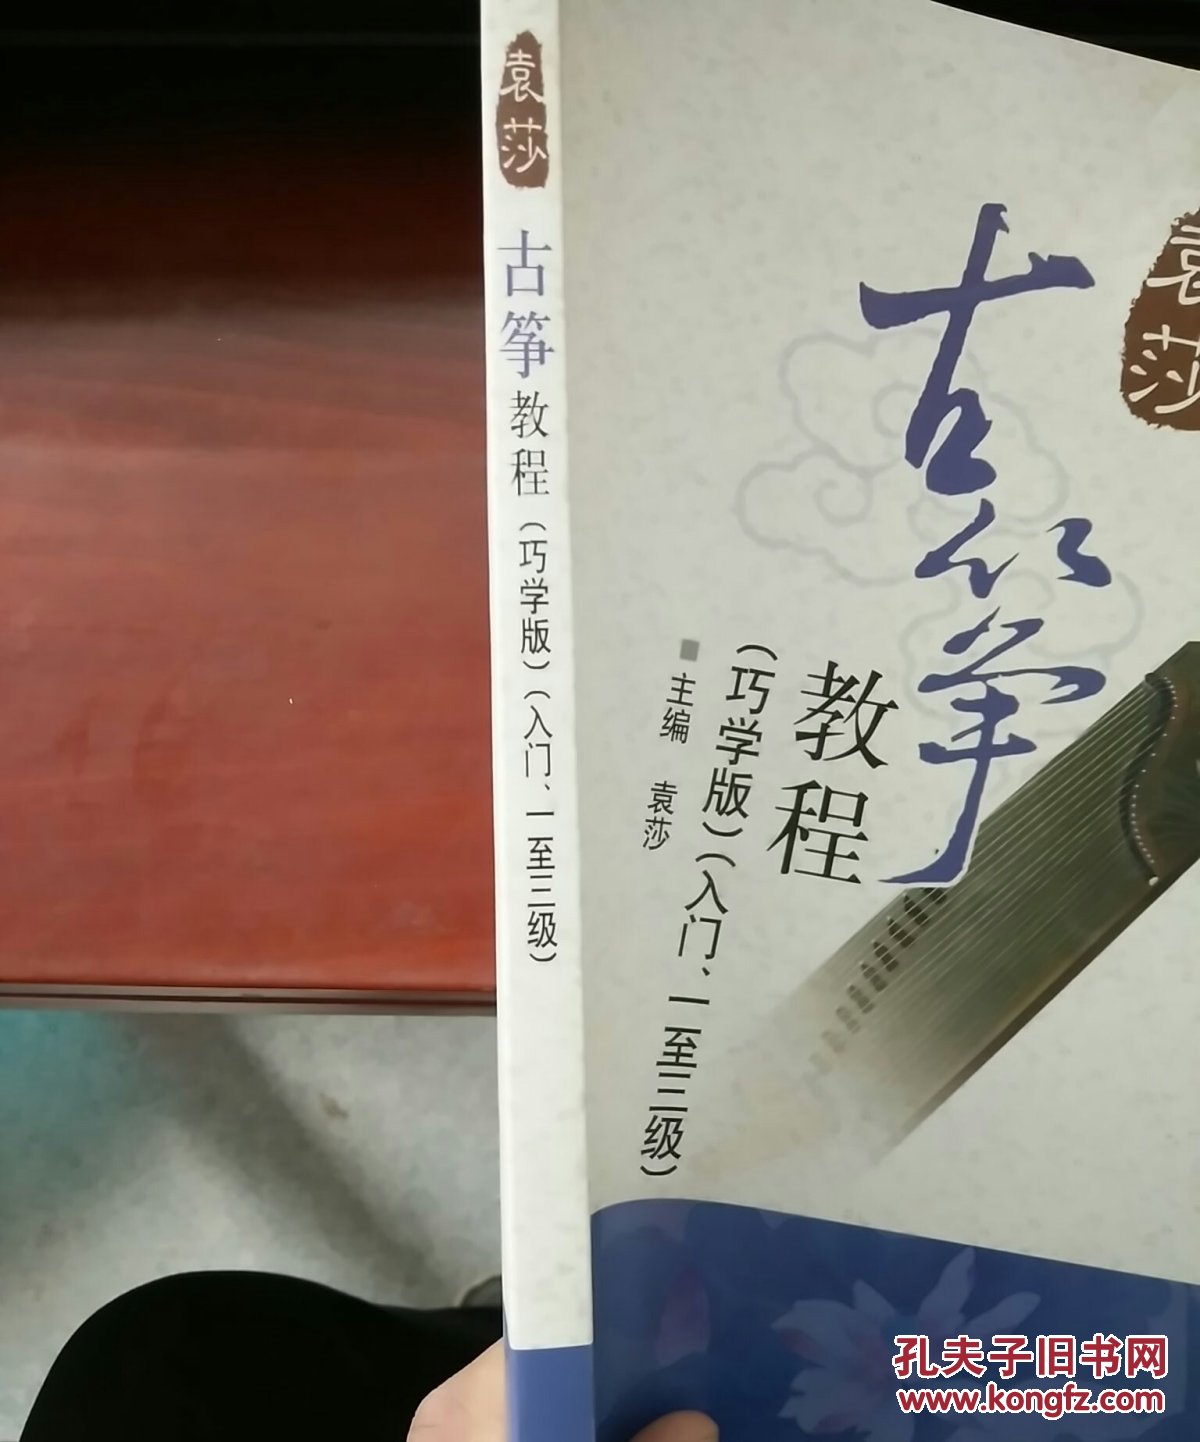 袁莎
古筝教程(巧学版)(入门、一至三级)
袁莎
古筝
教程
(巧学版)(入门、一至三级)
■主编 袁莎
孔夫子旧书网
www.kongfz.com